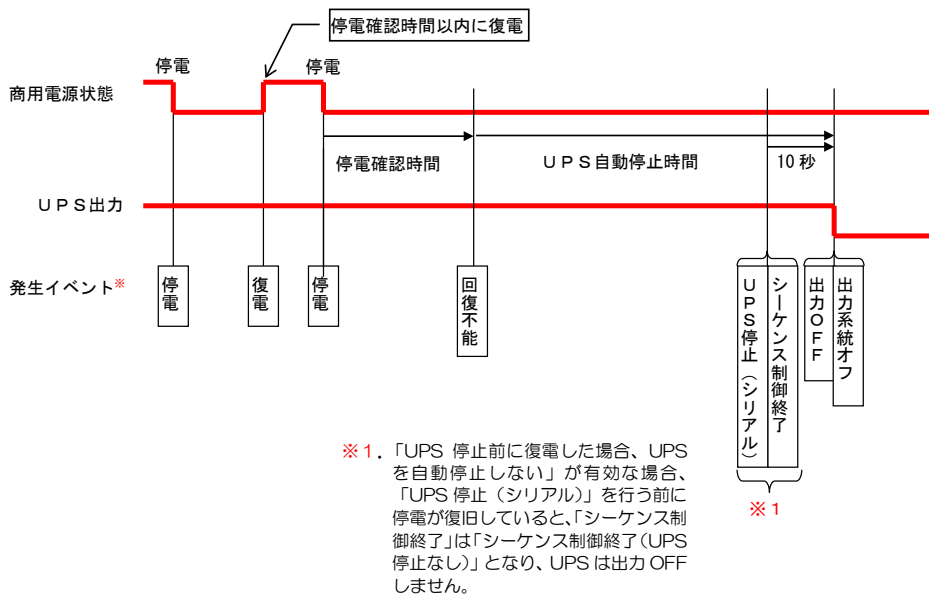 停電確認時間以内に復電
停電
停電
商用電源状態
停電確認時間
UPS自動停止時間
10 秒
UPS出力
発生イベント※
停電
復電
停電
回復不能
UPS停止（シリアル）
シーケンス制御終了
出力OFF
出力系統オフ
※1
※1．「UPS 停止前に復電した場合、UPS
を自動停止しない」が有効な場合、
「UPS 停止（シリアル）」を行う前に
停電が復旧していると、「シーケンス制
御終了」は「シーケンス制御終了（UPS
停止なし）」となり、UPS は出力 OFF
しません。